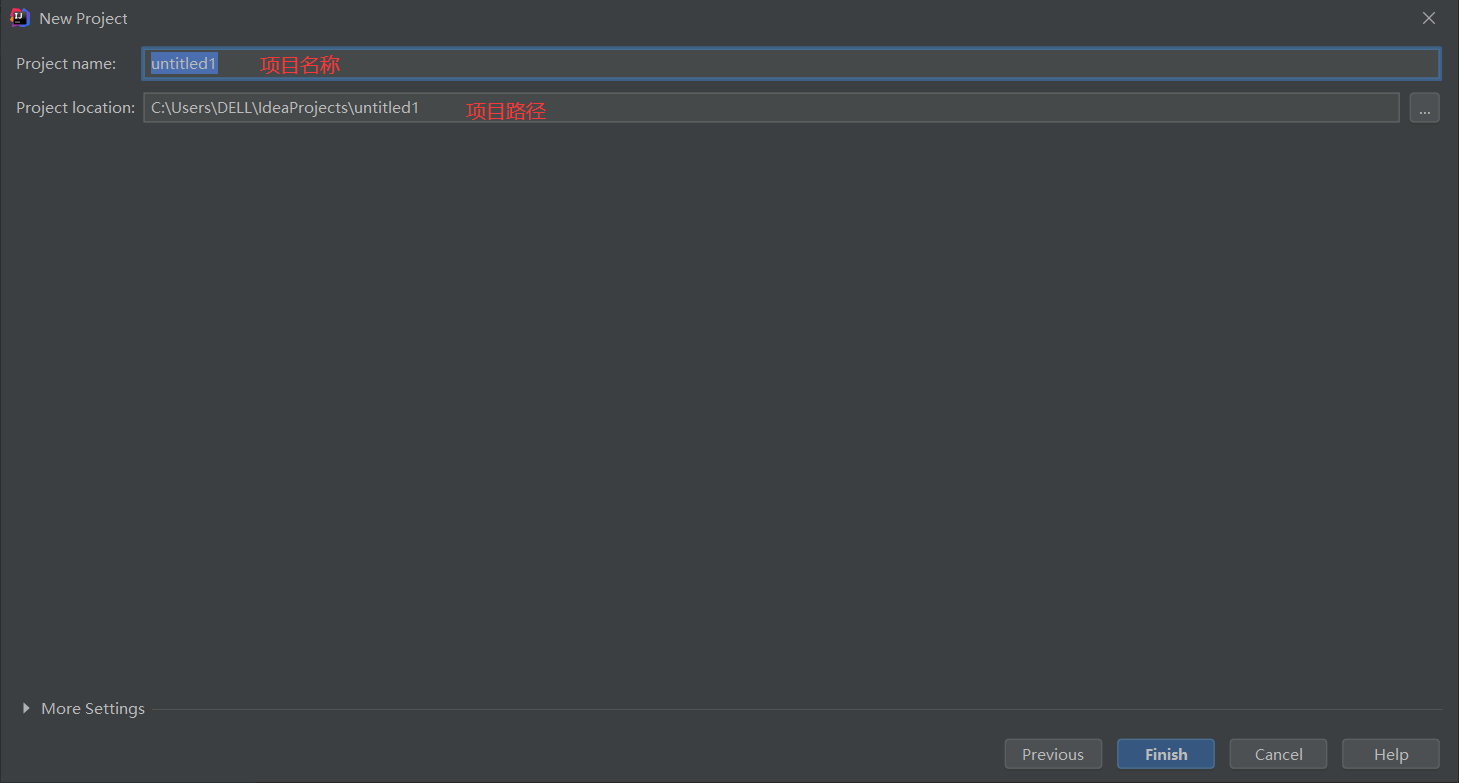 New Project
Project name: untitled1 项目名称
Project location: C:\Users\DELL\IdeaProjects\untitled1 项目路径 ...
More Settings
Previous Finish Cancel Help